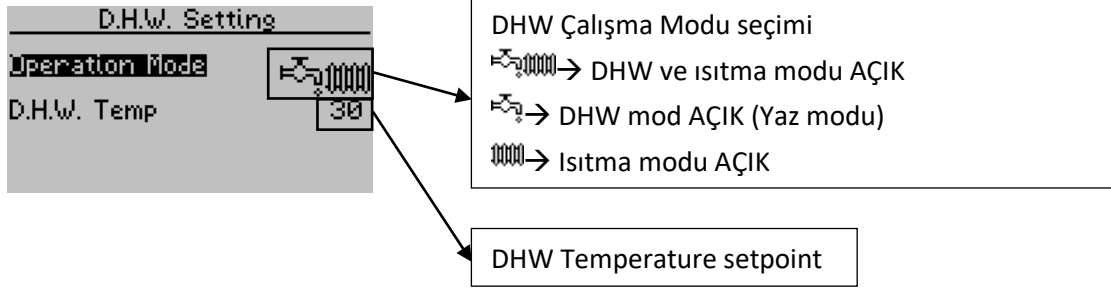 D.H.W. Setting
Operation Mode
D.H.W. Temp 30
DHW Çalışma Modu seçimi
→ DHW ve ısıtma modu AÇIK
→ DHW mod AÇIK (Yaz modu)
→ Isıtma modu AÇIK
DHW Temperature setpoint